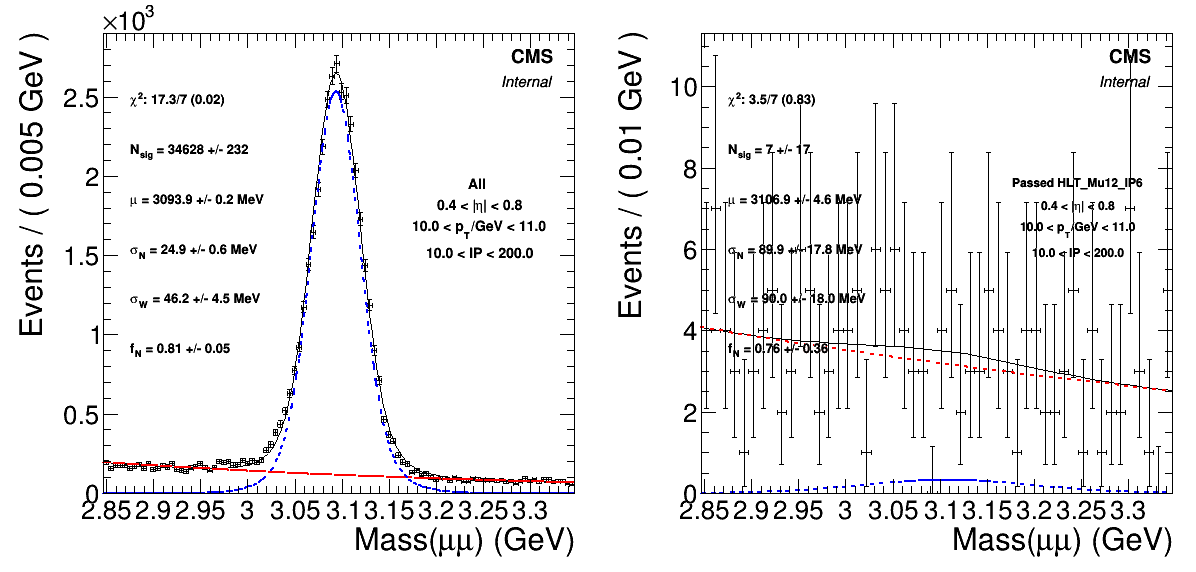 ×10³
Events / ( 0.005 GeV )
CMS
Internal
χ²: 17.3/7 (0.02)
N_sig = 34628 +/- 232
μ = 3093.9 +/- 0.2 MeV
σ_N = 24.9 +/- 0.6 MeV
σ_W = 46.2 +/- 4.5 MeV
f_N = 0.81 +/- 0.05
All
0.4 < |η| < 0.8
10.0 < p_T/GeV < 11.0
10.0 < IP < 200.0
2.5
2
1.5
1
0.5
0
2.85 2.9 2.95 3 3.05 3.1 3.15 3.2 3.25 3.3
Mass(μμ) (GeV)
Events / ( 0.01 GeV )
CMS
Internal
χ²: 3.5/7 (0.83)
N_sig = 7 +/- 17
μ = 3106.9 +/- 4.6 MeV
σ_N = 89.9 +/- 17.8 MeV
σ_W = 90.0 +/- 18.0 MeV
f_N = 0.76 +/- 0.36
Passed HLT_Mu12_IP6
0.4 < |η| < 0.8
10.0 < p_T/GeV < 11.0
10.0 < IP < 200.0
10
8
6
4
2
0
2.85 2.9 2.95 3 3.05 3.1 3.15 3.2 3.25 3.3
Mass(μμ) (GeV)